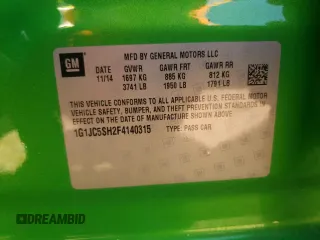 GM
MFD BY GENERAL MOTORS LLC
DATE GVWR GAWR FRT GAWR RR
11/14 1697 KG 885 KG 812 KG
3741 LB 1950 LB 1791 LB
THIS VEHICLE CONFORMS TO ALL APPLICABLE U.S. FEDERAL MOTOR
VEHICLE SAFETY, BUMPER, AND THEFT PREVENTION STANDARDS IN
EFFECT ON THE DATE OF MANUFACTURE SHOWN ABOVE.
1G1JC5SH2F4140315 TYPE: PASS CAR
DREAMBID